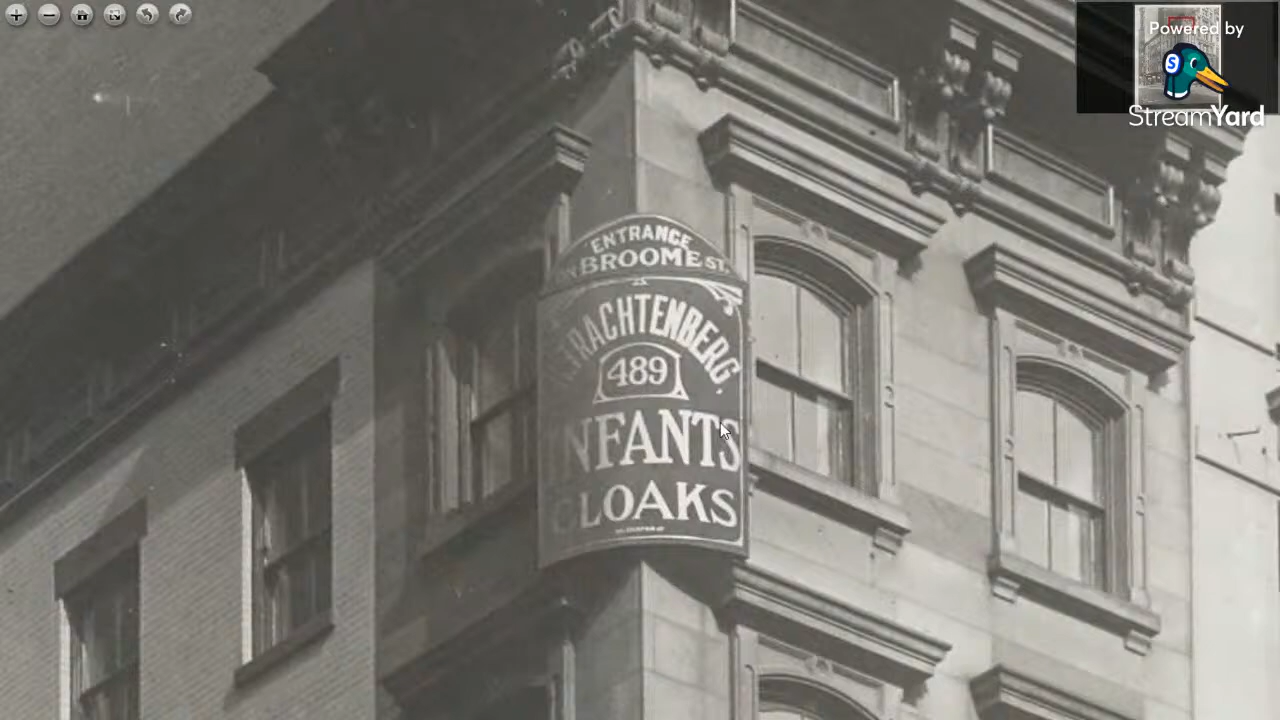 ENTRANCE
BROOME ST.
TRACHTENBERG.
489
INFANTS
CLOAKS
Powered by
StreamYard